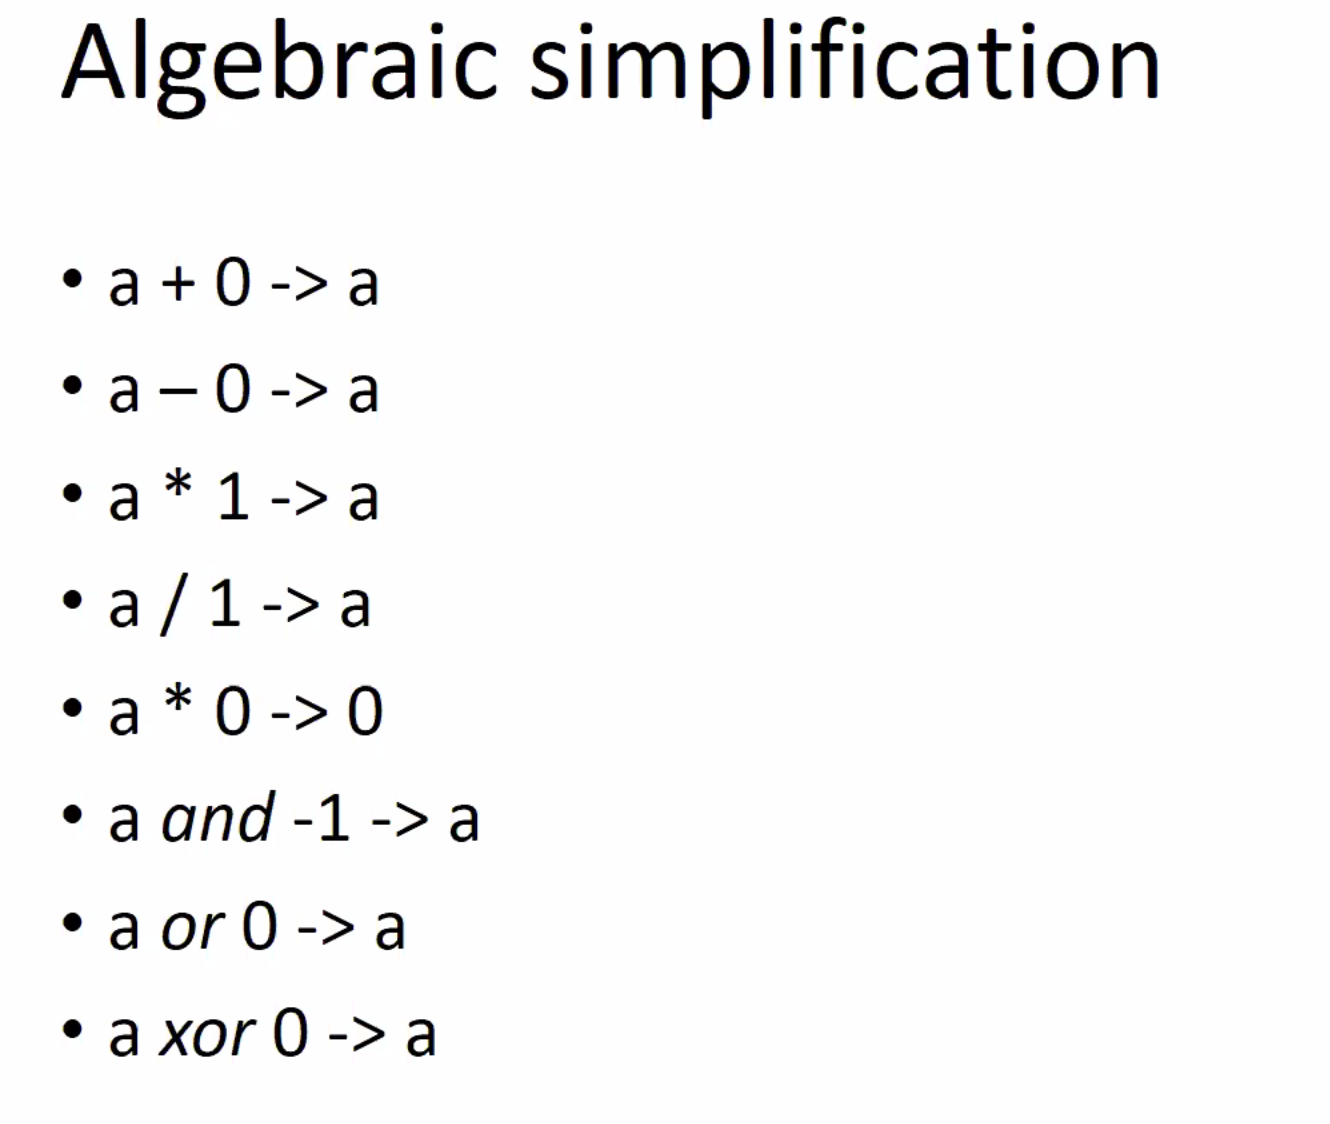 Algebraic simplification
• a + 0 -> a
• a – 0 -> a
• a * 1 -> a
• a / 1 -> a
• a * 0 -> 0
• a and -1 -> a
• a or 0 -> a
• a xor 0 -> a